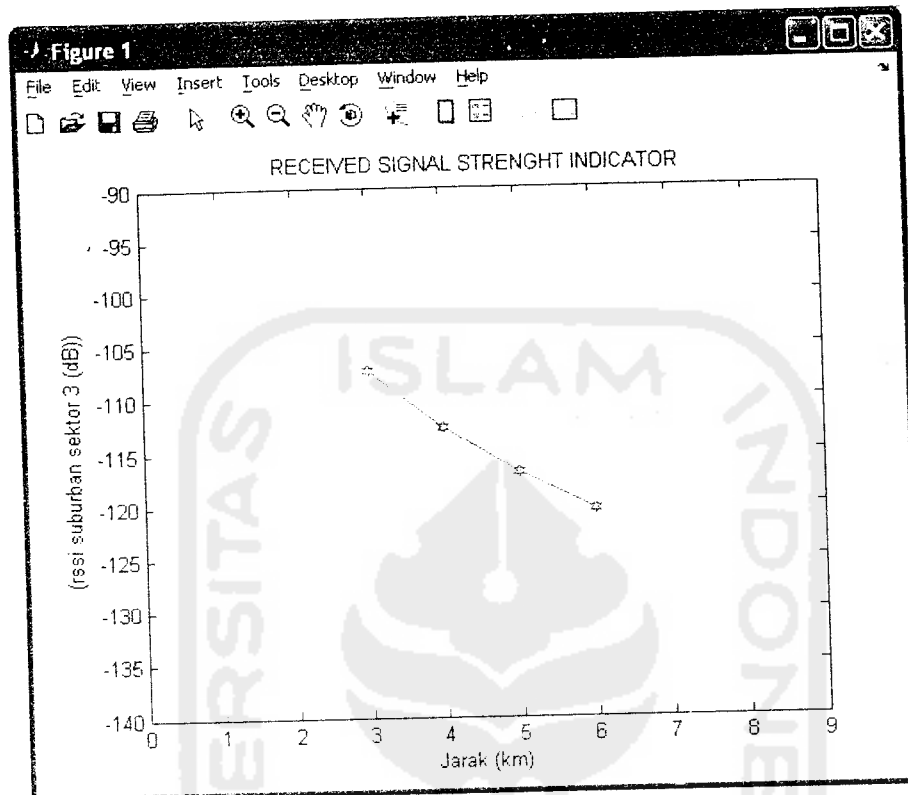 Figure 1
File Edit View Insert Tools Desktop Window Help
RECEIVED SIGNAL STRENGHT INDICATOR
-90
-95
-100
-105
-110
-115
-120
-125
-130
-135
-140
(rssi suburban sektor 3 (dB))
0 1 2 3 4 5 6 7 8 9
Jarak (km)
ISLAM
ERSITAS
INDONE